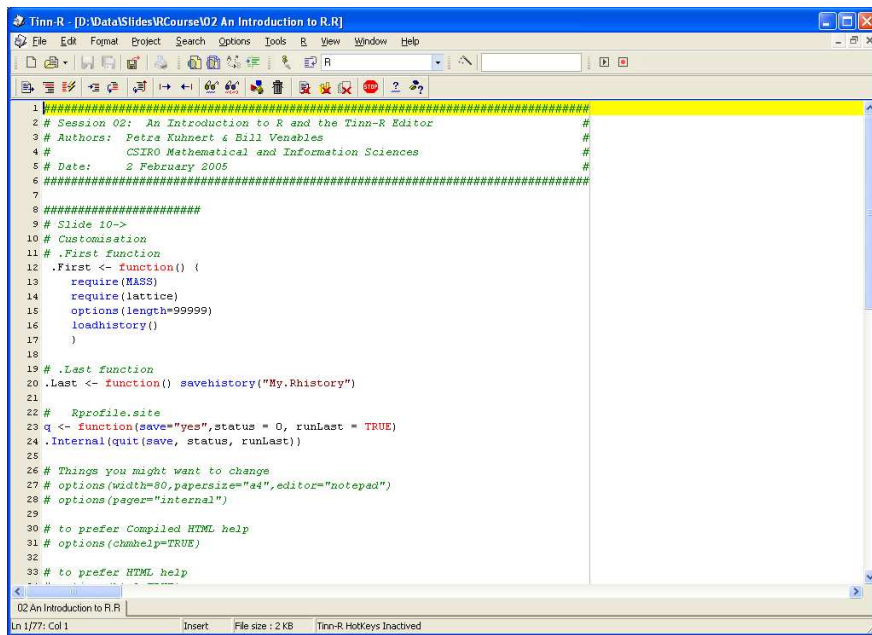 Tinn-R - [D:\Data\Slides\RCourse\02 An Introduction to R.R]
File Edit Format Project Search Options Tools R View Window Help
R
STOP
1 ################################################################################
2 # Session 02: An Introduction to R and the Tinn-R Editor #
3 # Authors: Petra Kuhnert & Bill Venables #
4 # CSIRO Mathematical and Information Sciences #
5 # Date: 2 February 2005 #
6 ################################################################################
7
8 #######################
9 # Slide 10->
10 # Customisation
11 # .First function
12 .First <- function() {
13 require(MASS)
14 require(lattice)
15 options(length=99999)
16 loadhistory()
17 }
18
19 # .Last function
20 .Last <- function() savehistory("My.Rhistory")
21
22 # Rprofile.site
23 q <- function(save="yes",status = 0, runLast = TRUE)
24 .Internal(quit(save, status, runLast))
25
26 # Things you might want to change
27 # options(width=80,papersize="a4",editor="notepad")
28 # options(pager="internal")
29
30 # to prefer Compiled HTML help
31 # options(chmhelp=TRUE)
32
33 # to prefer HTML help
02 An Introduction to R.R
Ln 1/77: Col 1 Insert File size : 2 KB Tinn-R HotKeys Inactived